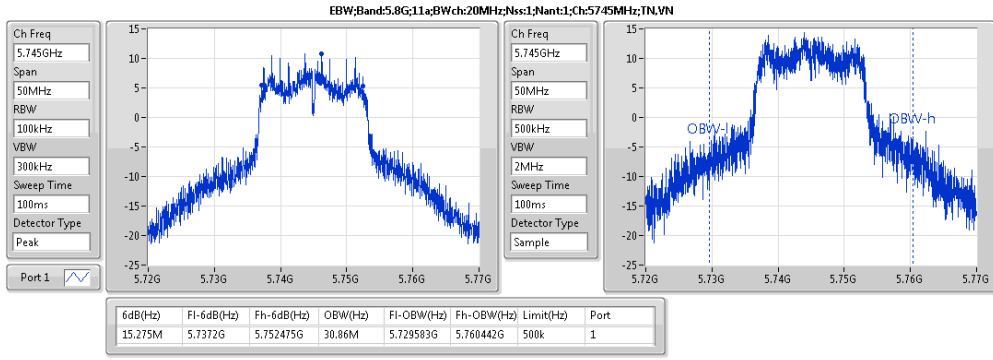 EBW;Band:5.8G;11a;BWch:20MHz;Nss:1;Nant:1;Ch:5745MHz;TN,VN
Ch Freq
5.745GHz
Span
50MHz
RBW
100kHz
VBW
300kHz
Sweep Time
100ms
Detector Type
Peak
Port 1
15-
10-
5-
0-
-5-
-10-
-15-
-20-
-25-
5.72G 5.73G 5.74G 5.75G 5.76G 5.77G
Ch Freq
5.745GHz
Span
50MHz
RBW
500kHz
VBW
2MHz
Sweep Time
100ms
Detector Type
Sample
15-
10-
5-
0-
-5-
-10-
-15-
-20-
-25-
OBW-l
OBW-h
5.72G 5.73G 5.74G 5.75G 5.76G 5.77G
6dB(Hz) Fl-6dB(Hz) Fh-6dB(Hz) OBW(Hz) Fl-OBW(Hz) Fh-OBW(Hz) Limit(Hz) Port
15.275M 5.7372G 5.752475G 30.86M 5.729583G 5.760442G 500k 1